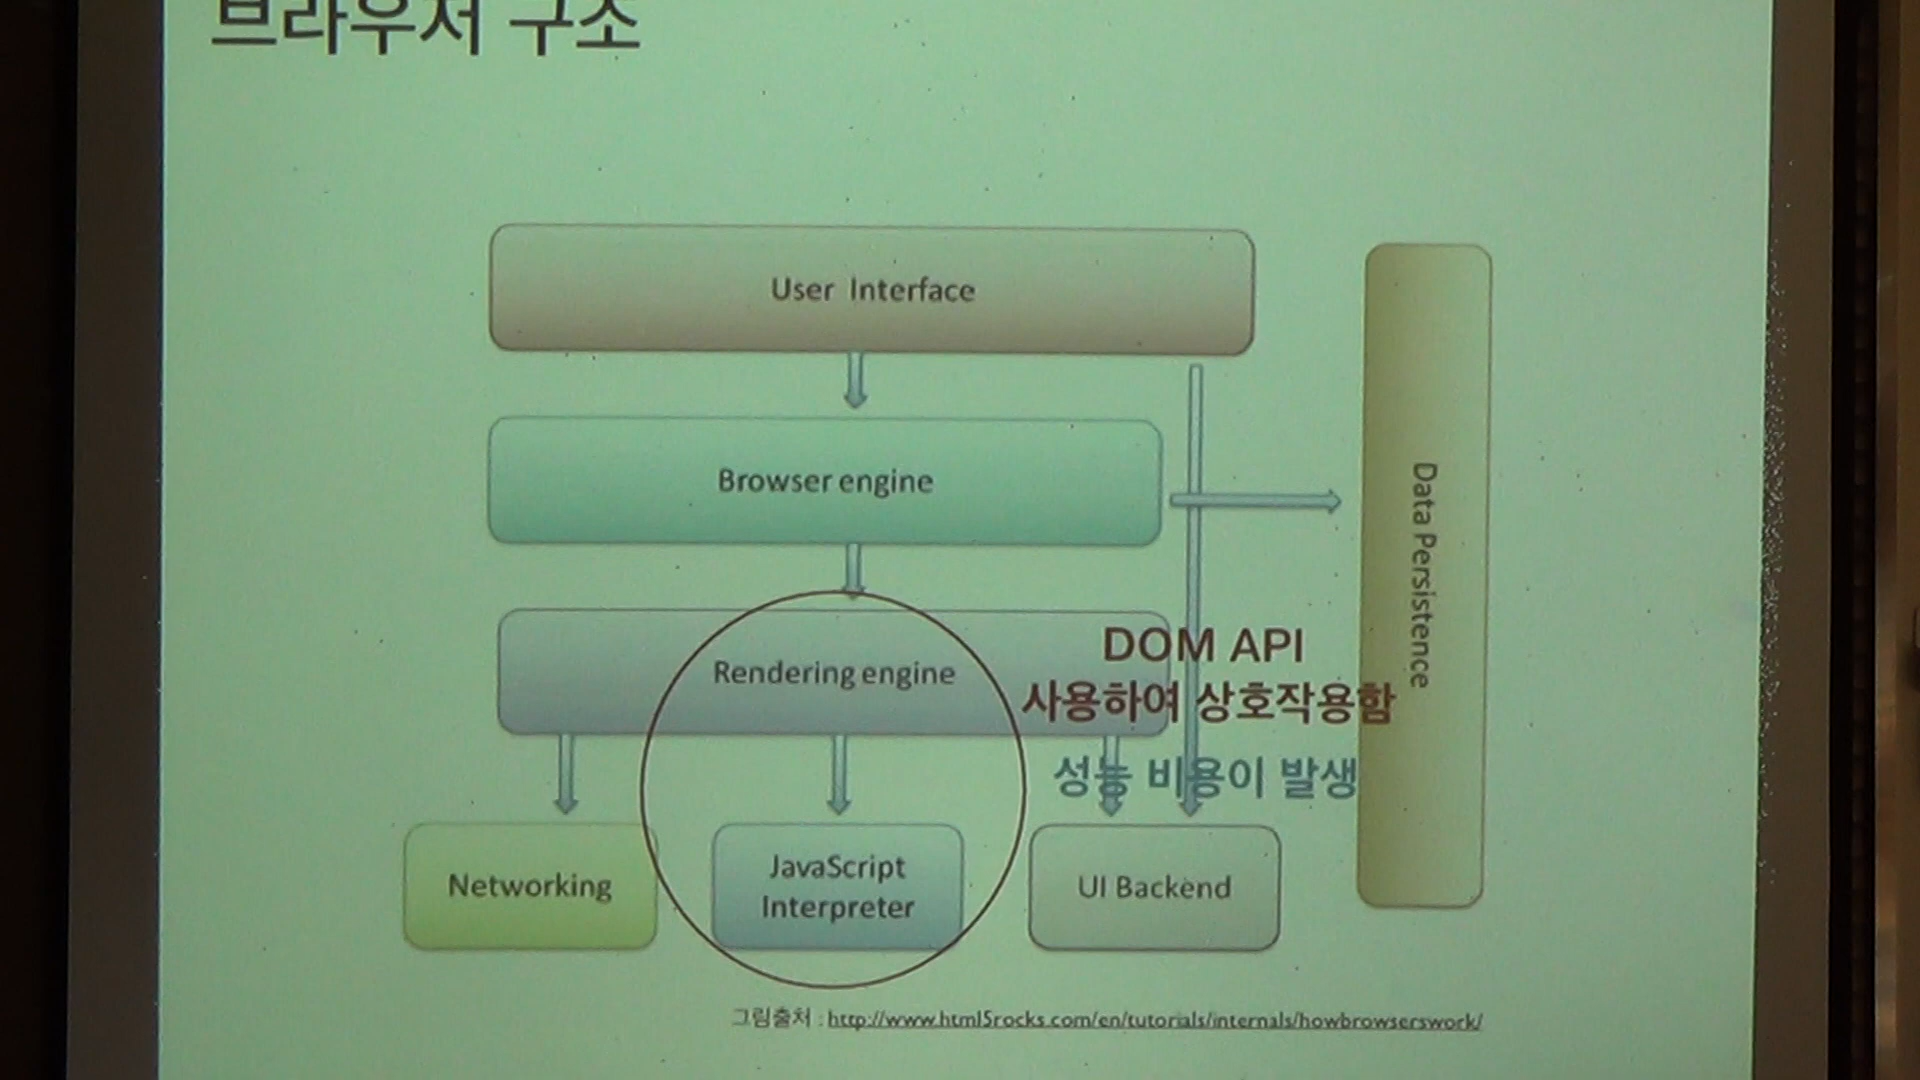 브라우저 구조
User Interface
Browser engine
Data Persistence
Rendering engine
DOM API
사용하여 상호작용함
성능 비용이 발생
Networking
JavaScript
Interpreter
UI Backend
그림출처 : http://www.html5rocks.com/en/tutorials/internals/howbrowserswork/